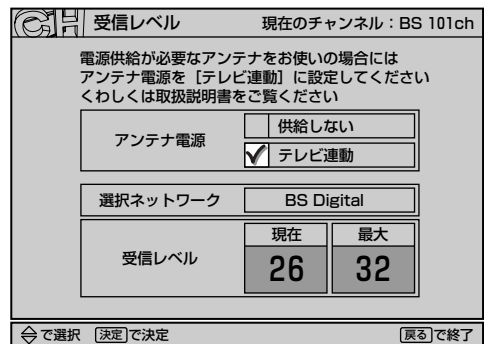 CH 受信レベル 現在のチャンネル：BS 101ch
電源供給が必要なアンテナをお使いの場合には
アンテナ電源を［テレビ連動］に設定してください
くわしくは取扱説明書をご覧ください
アンテナ電源
供給しない
テレビ連動
選択ネットワーク BS Digital
受信レベル
現在 最大
26 32
で選択 決定で決定 戻るで終了